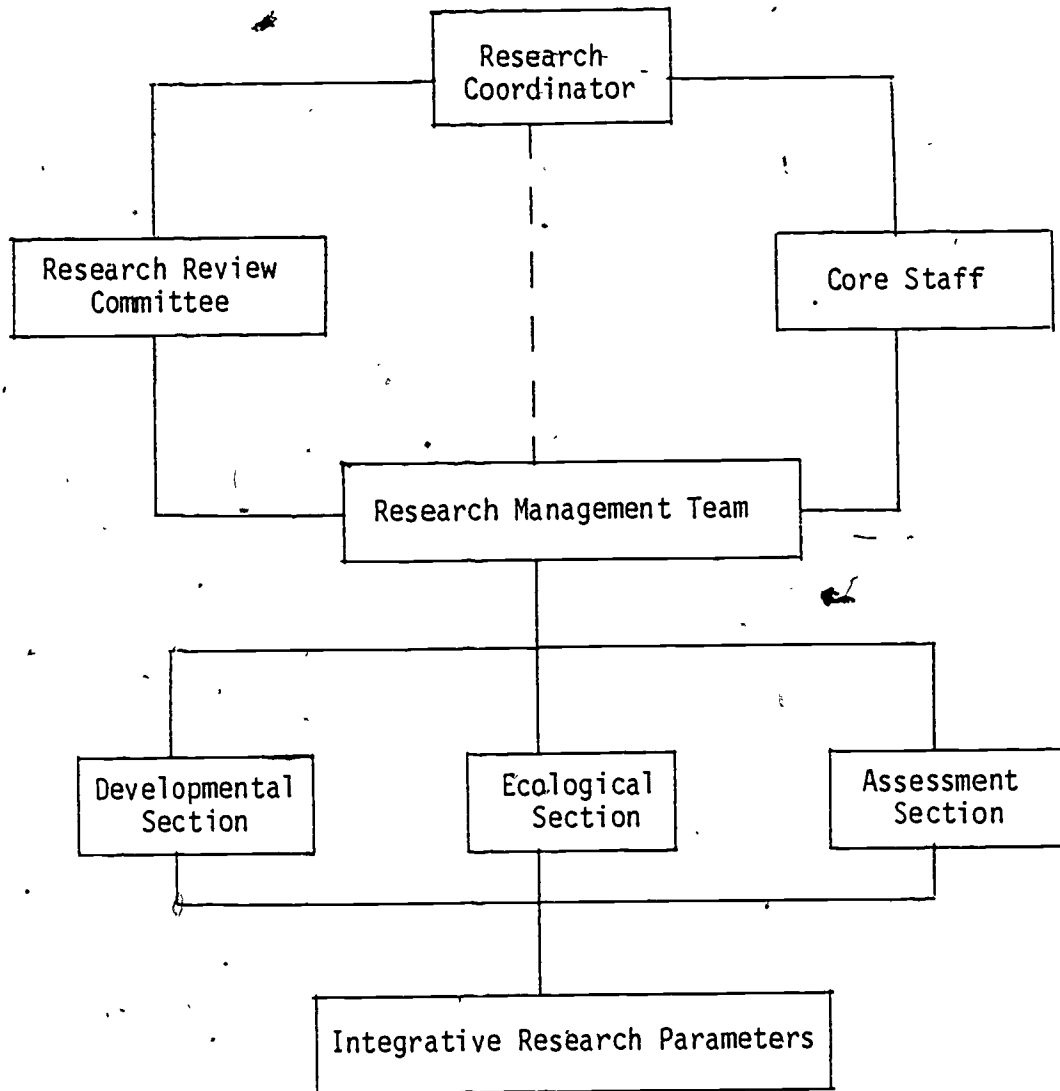 Research
Coordinator
Research Review
Committee
Core Staff
Research Management Team
Developmental
Section
Ecological
Section
Assessment
Section
Integrative Research Parameters